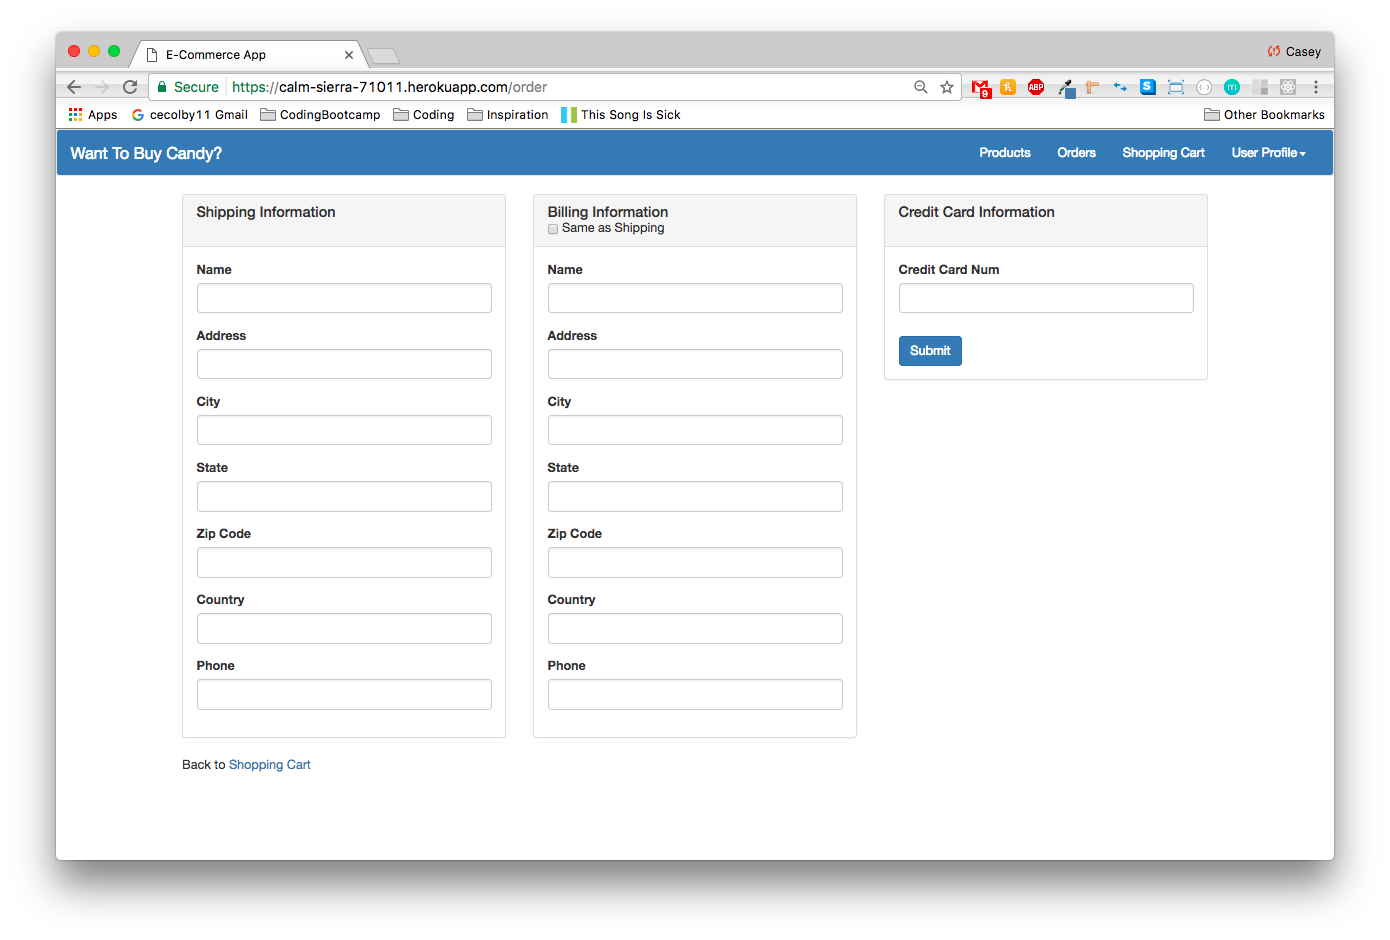 E-Commerce App
Casey
Secure
https://calm-sierra-71011.herokuapp.com/order
9
ABP
S
m
Apps
cecolby11 Gmail
CodingBootcamp
Coding
Inspiration
This Song Is Sick
Other Bookmarks
Want To Buy Candy?
Products
Orders
Shopping Cart
User Profile
Shipping Information
Name
Address
City
State
Zip Code
Country
Phone
Billing Information
Same as Shipping
Name
Address
City
State
Zip Code
Country
Phone
Credit Card Information
Credit Card Num
Submit
Back to Shopping Cart